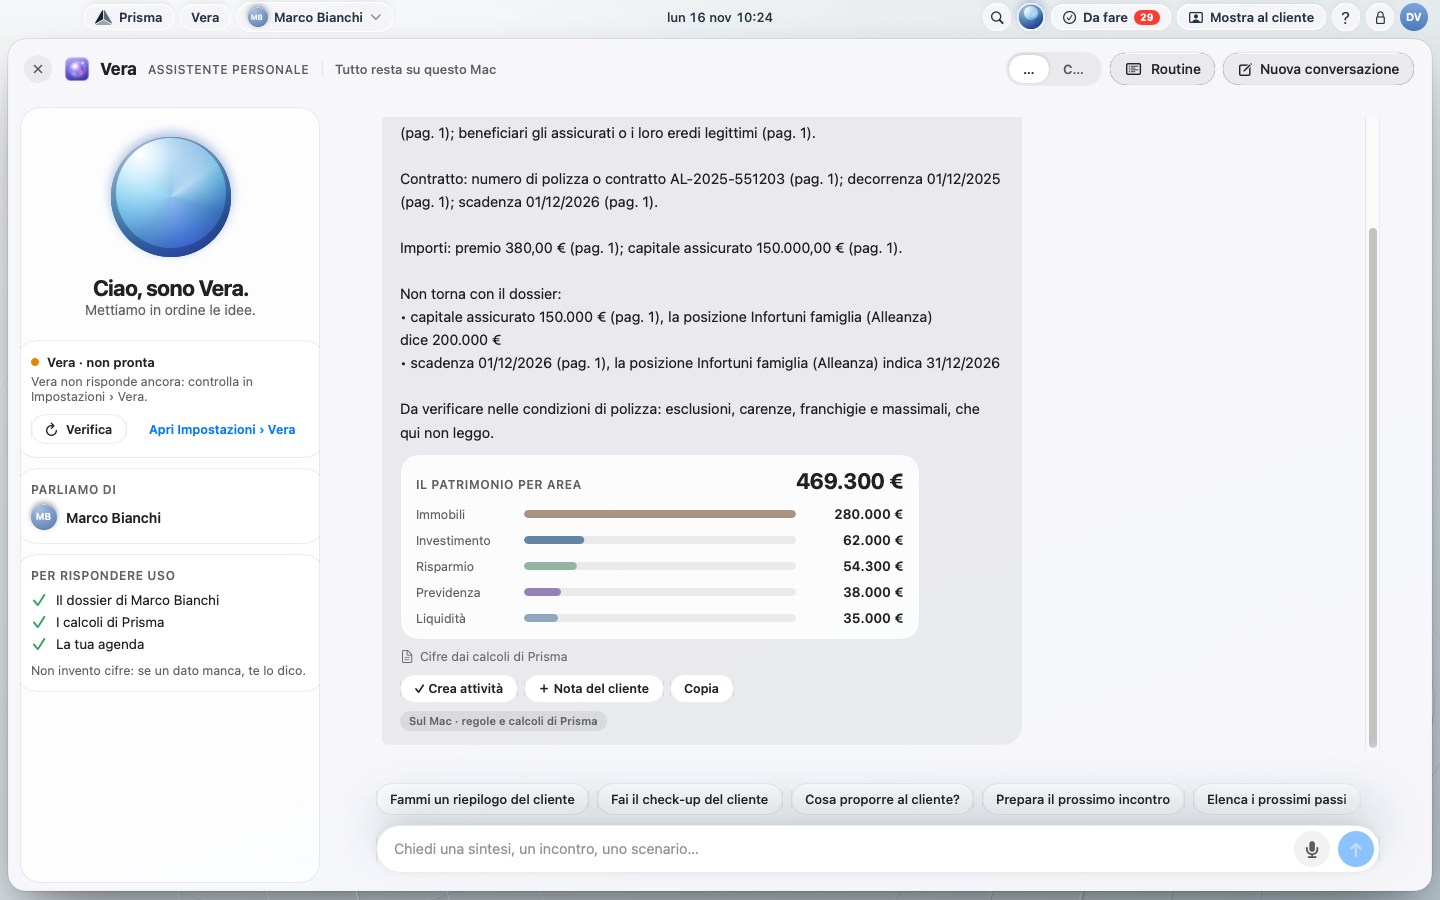 Prisma
Vera
MB Marco Bianchi
lun 16 nov 10:24
Da fare 29
Mostra al cliente
?
DV
Vera ASSISTENTE PERSONALE
Tutto resta su questo Mac
...
C...
Routine
Nuova conversazione
Ciao, sono Vera.
Mettiamo in ordine le idee.
Vera · non pronta
Vera non risponde ancora: controlla in
Impostazioni › Vera.
Verifica
Apri Impostazioni › Vera
PARLIAMO DI
MB Marco Bianchi
PER RISPONDERE USO
Il dossier di Marco Bianchi
I calcoli di Prisma
La tua agenda
Non invento cifre: se un dato manca, te lo dico.
(pag. 1); beneficiari gli assicurati o i loro eredi legittimi (pag. 1).
Contratto: numero di polizza o contratto AL-2025-551203 (pag. 1); decorrenza 01/12/2025
(pag. 1); scadenza 01/12/2026 (pag. 1).
Importi: premio 380,00 € (pag. 1); capitale assicurato 150.000,00 € (pag. 1).
Non torna con il dossier:
• capitale assicurato 150.000 € (pag. 1), la posizione Infortuni famiglia (Alleanza)
dice 200.000 €
• scadenza 01/12/2026 (pag. 1), la posizione Infortuni famiglia (Alleanza) indica 31/12/2026
Da verificare nelle condizioni di polizza: esclusioni, carenze, franchigie e massimali, che
qui non leggo.
IL PATRIMONIO PER AREA 469.300 €
Immobili 280.000 €
Investimento 62.000 €
Risparmio 54.300 €
Previdenza 38.000 €
Liquidità 35.000 €
Cifre dai calcoli di Prisma
Crea attività
+ Nota del cliente
Copia
Sul Mac · regole e calcoli di Prisma
Fammi un riepilogo del cliente
Fai il check-up del cliente
Cosa proporre al cliente?
Prepara il prossimo incontro
Elenca i prossimi passi
Chiedi una sintesi, un incontro, uno scenario...